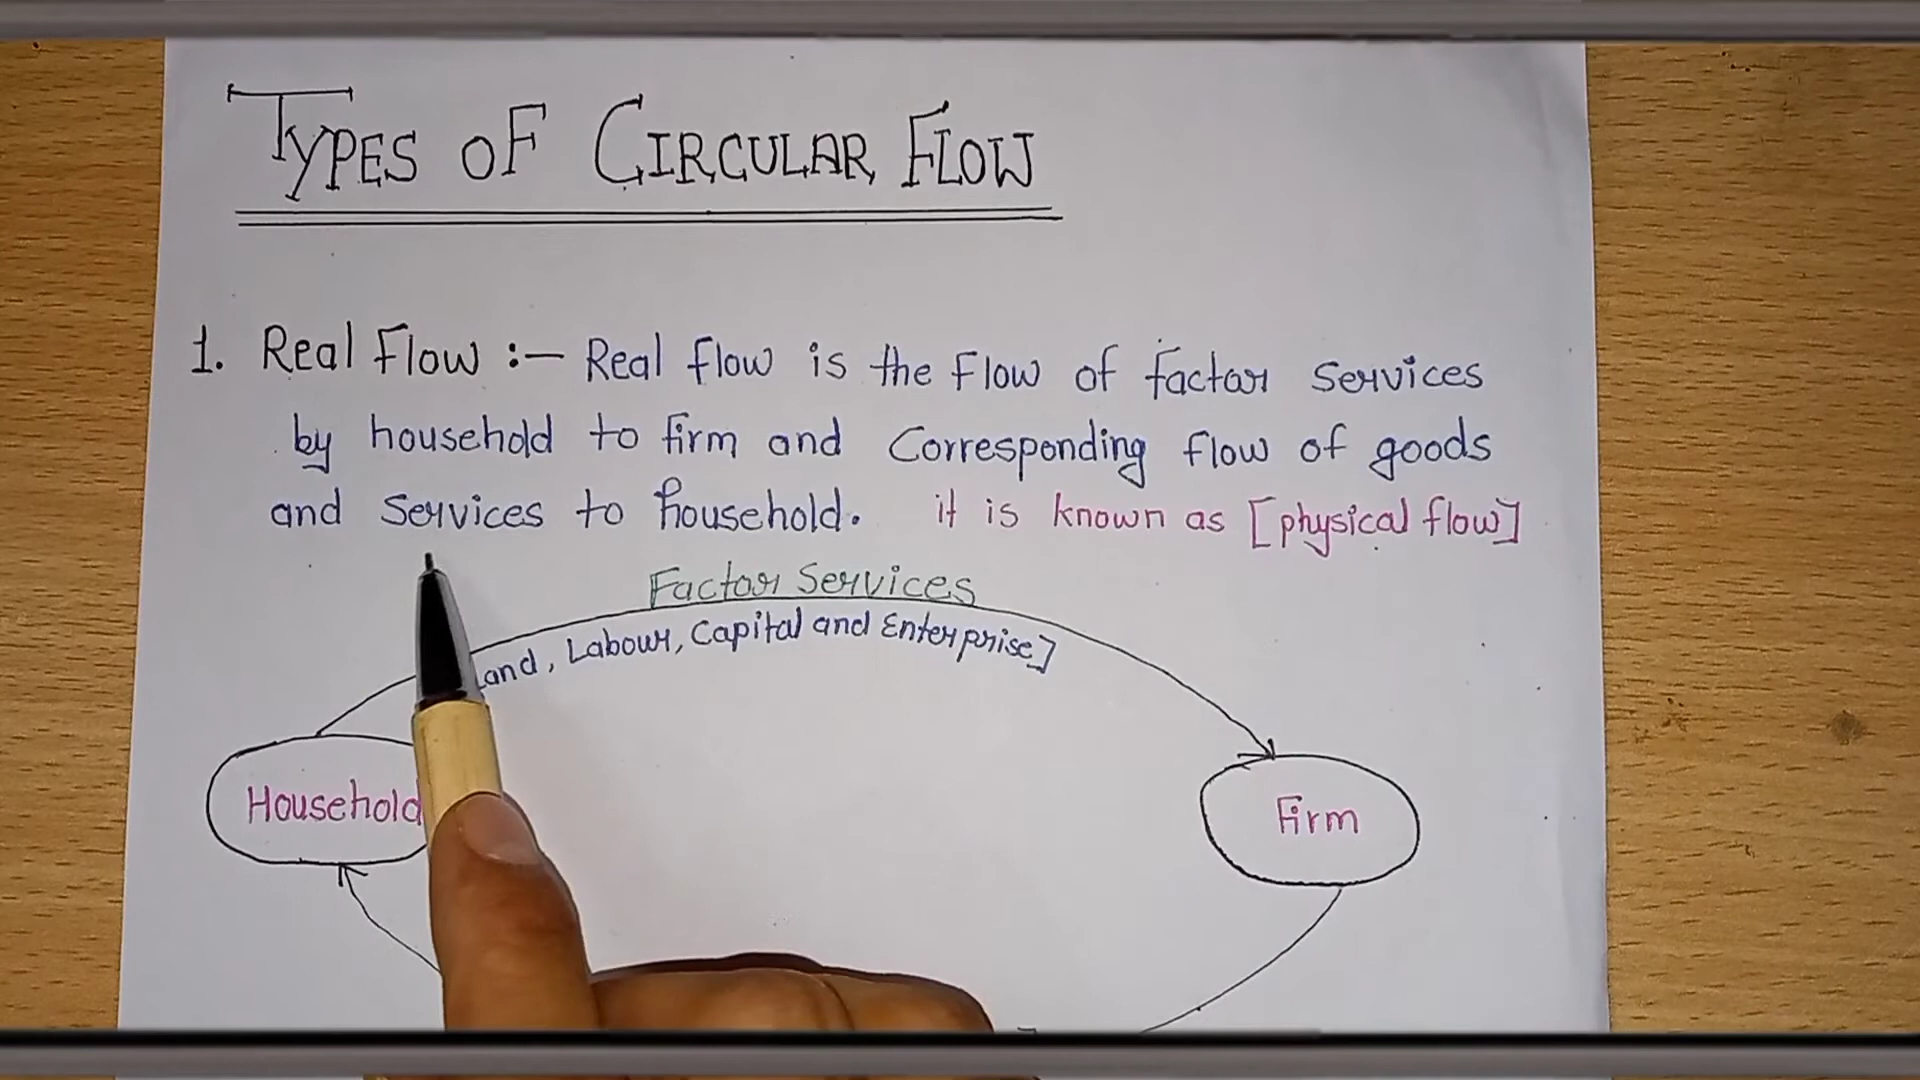 TYPES OF CIRCULAR FLOW
1. Real Flow :— Real flow is the Flow of factor services
by household to firm and Corresponding flow of goods
and services to household. it is known as [physical flow]
Factor Services
Land, Labour, Capital and Enterprise]
Household
Firm